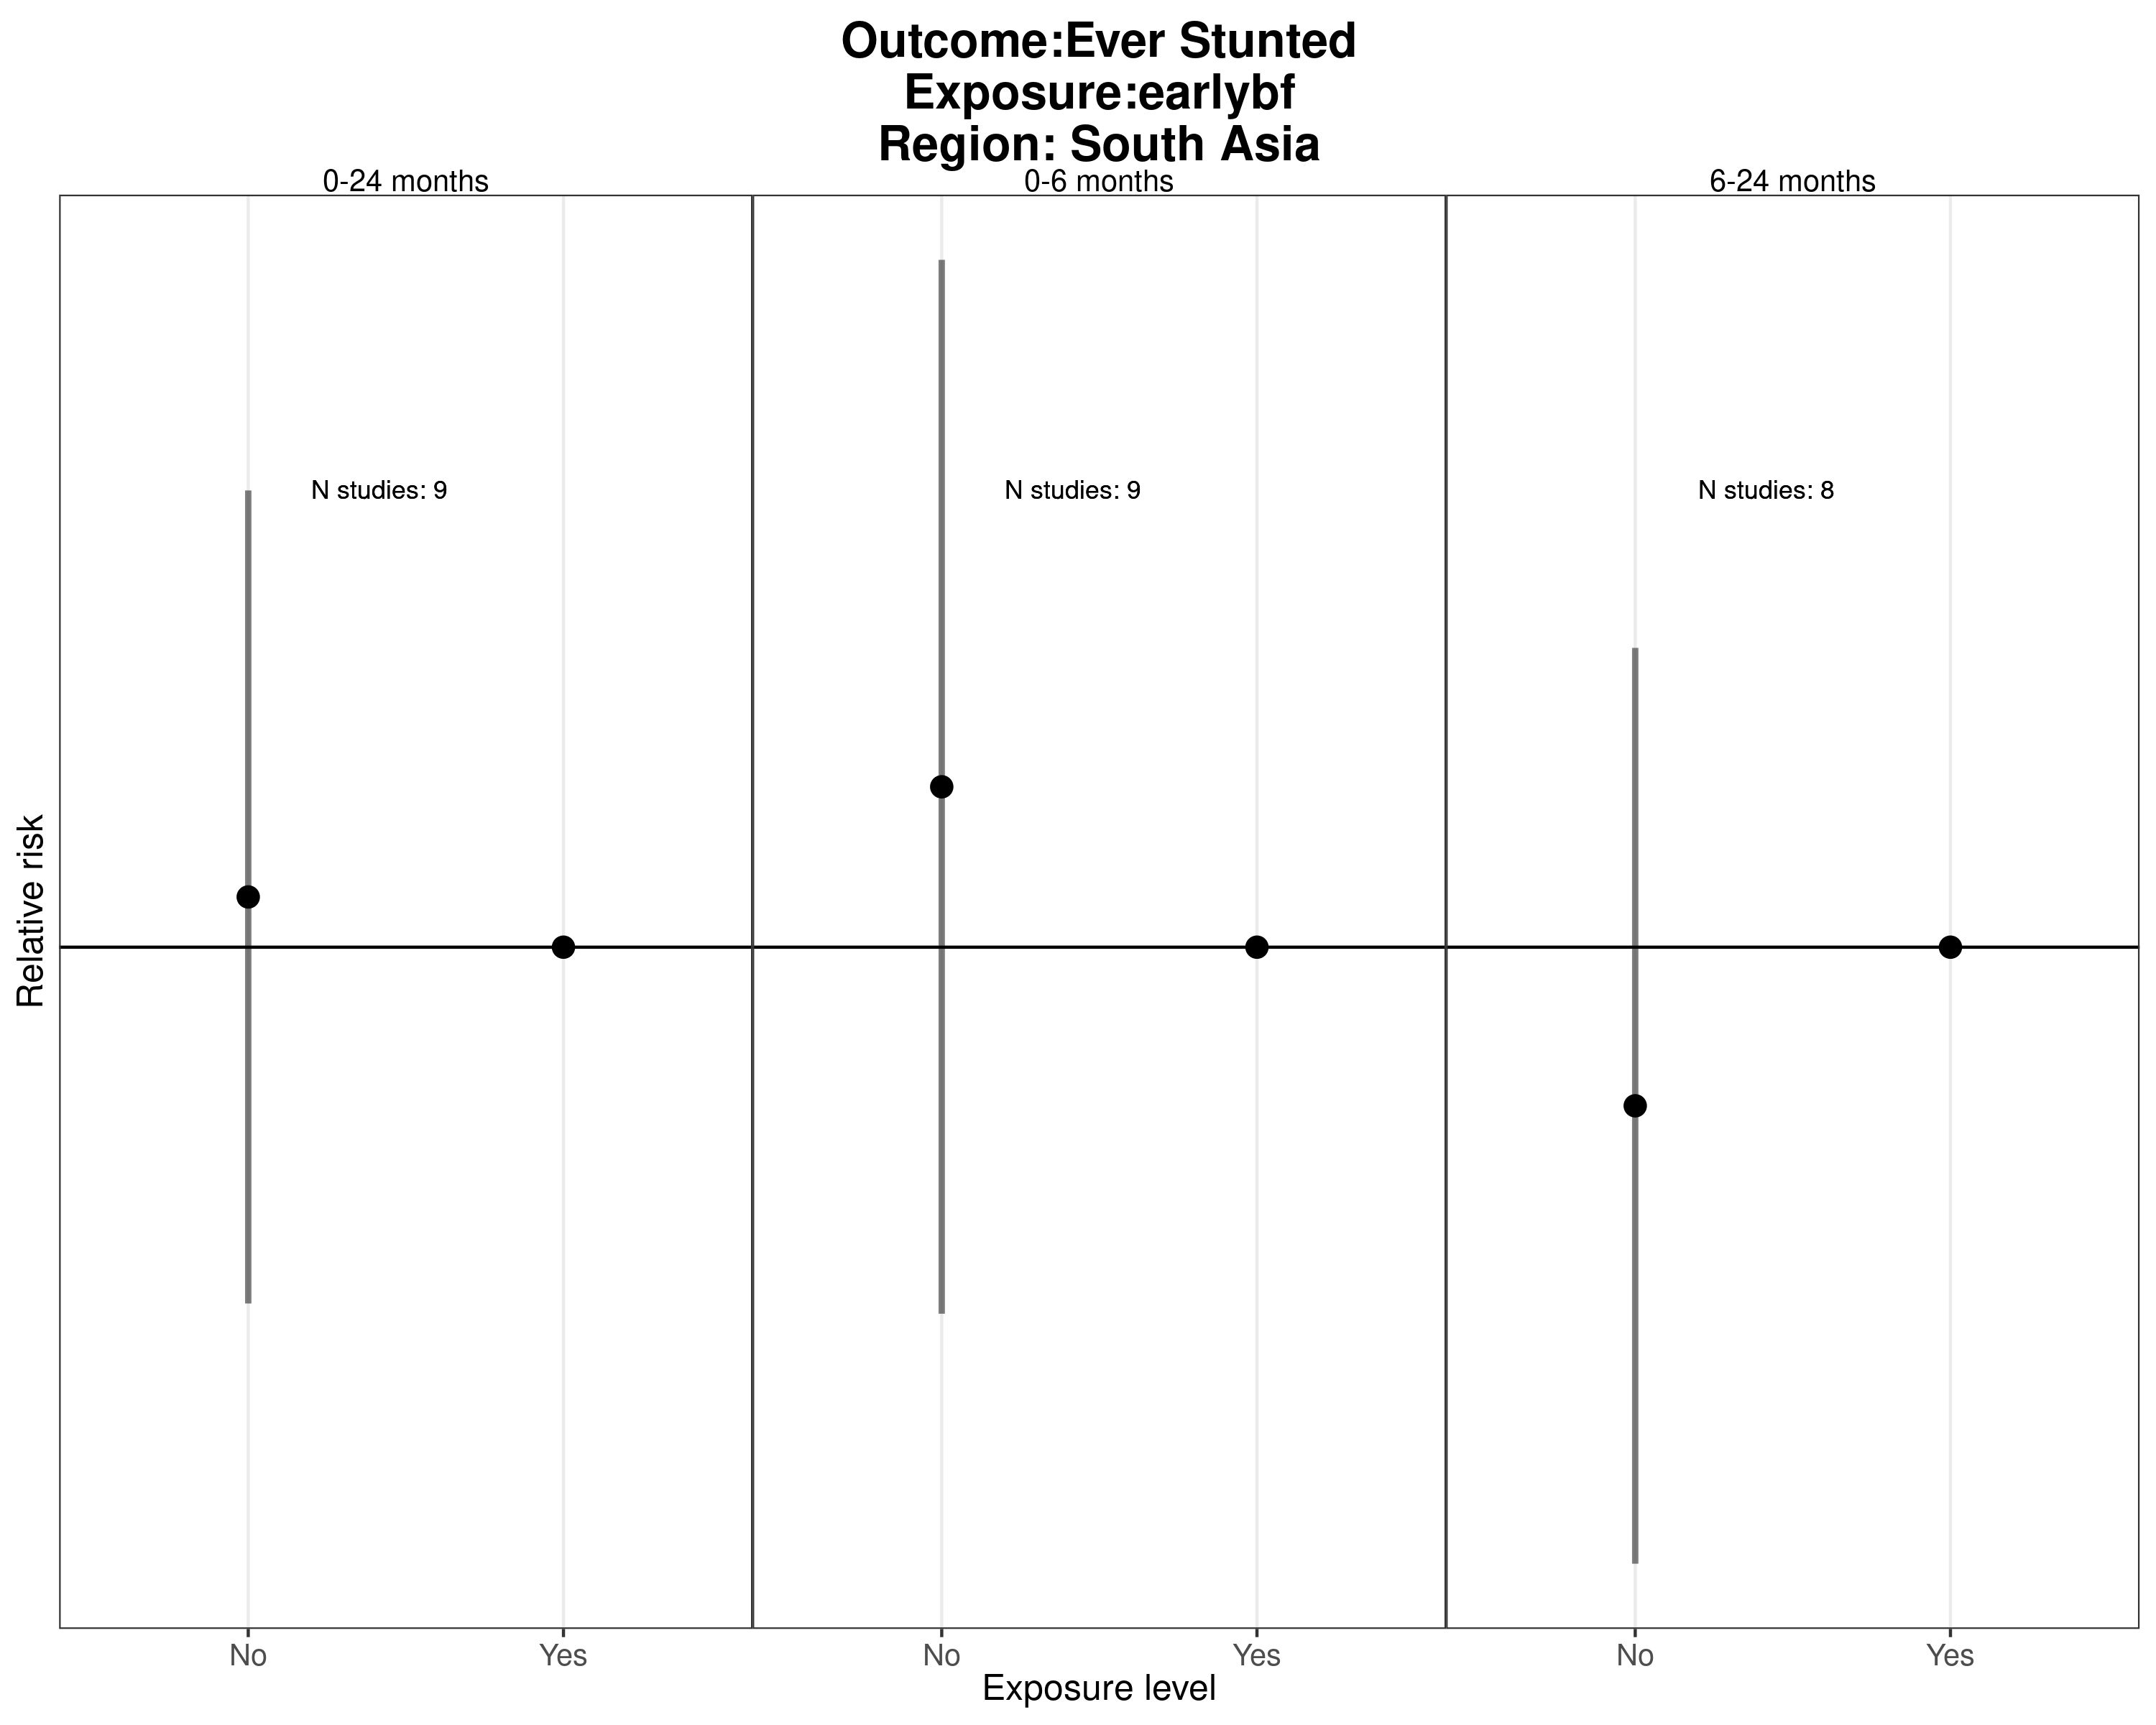 Outcome:Ever Stunted
Exposure:earlybf
Region: South Asia
0-24 months
0-6 months
6-24 months
N studies: 9
N studies: 9
N studies: 8
Relative risk
No
Yes
No
Yes
No
Yes
Exposure level